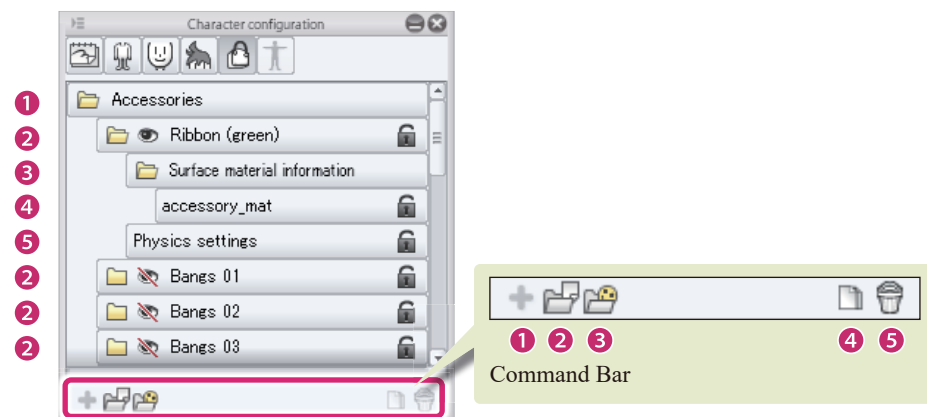 Character configuration
1 Accessories
2 Ribbon (green)
3 Surface material information
4 accessory_mat
5 Physics settings
2 Bangs 01
2 Bangs 02
2 Bangs 03
1 2 3 4 5
Command Bar